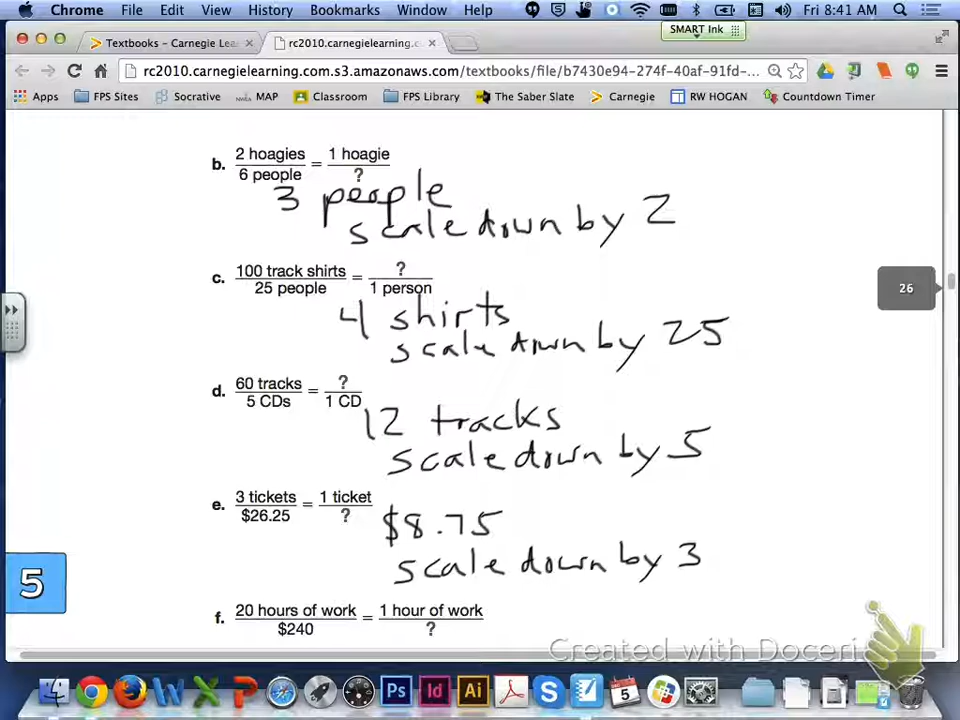 Chrome File Edit View History Bookmarks Window Help Fri 8:41 AM
SMART Ink
Textbooks – Carnegie Lea
rc2010.carnegielearning.c
rc2010.carnegielearning.com.s3.amazonaws.com/textbooks/file/b7430e94-274f-40af-91fd-...
Apps FPS Sites Socrative MAP Classroom FPS Library The Saber Slate Carnegie RW HOGAN Countdown Timer
b. 2 hoagies = 1 hoagie
6 people ?
3 people
scale down by 2
c. 100 track shirts = ?
25 people 1 person
4 shirts
scale down by 25
26
d. 60 tracks = ?
5 CDs 1 CD
12 tracks
scale down by 5
e. 3 tickets = 1 ticket
$26.25 ?
$8.75
scale down by 3
5
f. 20 hours of work = 1 hour of work
$240 ?
Created with Doceri
W X P Ps Id Ai S 5